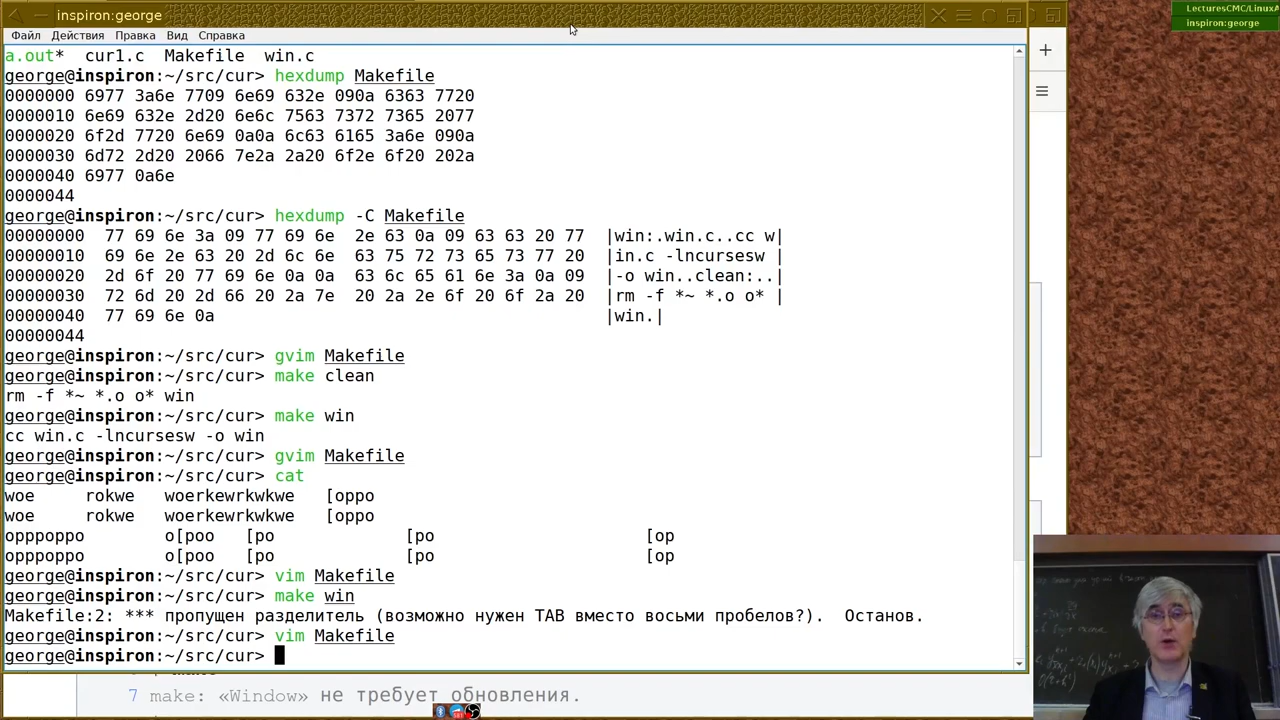 inspiron:george
LecturesCMC/LinuxA
inspiron:george
Файл Действия Правка Вид Справка
a.out* cur1.c Makefile win.c
george@inspiron:~/src/cur> hexdump Makefile
0000000 6977 3a6e 7709 6e69 632e 090a 6363 7720
0000010 6e69 632e 2d20 6e6c 7563 7372 7365 2077
0000020 6f2d 7720 6e69 0a0a 6c63 6165 3a6e 090a
0000030 6d72 2d20 2066 7e2a 2a20 6f2e 6f20 202a
0000040 6977 0a6e
0000044
george@inspiron:~/src/cur> hexdump -C Makefile
00000000 77 69 6e 3a 09 77 69 6e 2e 63 0a 09 63 63 20 77 |win:.win.c..cc w|
00000010 69 6e 2e 63 20 2d 6c 6e 63 75 72 73 65 73 77 20 |in.c -lncursesw |
00000020 2d 6f 20 77 69 6e 0a 0a 63 6c 65 61 6e 3a 0a 09 |-o win..clean:..|
00000030 72 6d 20 2d 66 20 2a 7e 20 2a 2e 6f 20 6f 2a 20 |rm -f *~ *.o o* |
00000040 77 69 6e 0a |win.|
00000044
george@inspiron:~/src/cur> gvim Makefile
george@inspiron:~/src/cur> make clean
rm -f *~ *.o o* win
george@inspiron:~/src/cur> make win
cc win.c -lncursesw -o win
george@inspiron:~/src/cur> gvim Makefile
george@inspiron:~/src/cur> cat
woe rokwe woerkewrkwkwe [oppo
woe rokwe woerkewrkwkwe [oppo
opppoppo o[poo [po [po [op
opppoppo o[poo [po [po [op
george@inspiron:~/src/cur> vim Makefile
george@inspiron:~/src/cur> make win
Makefile:2: *** пропущен разделитель (возможно нужен TAB вместо восьми пробелов?). Останов.
george@inspiron:~/src/cur> vim Makefile
george@inspiron:~/src/cur>
7 make: «Window» не требует обновления.